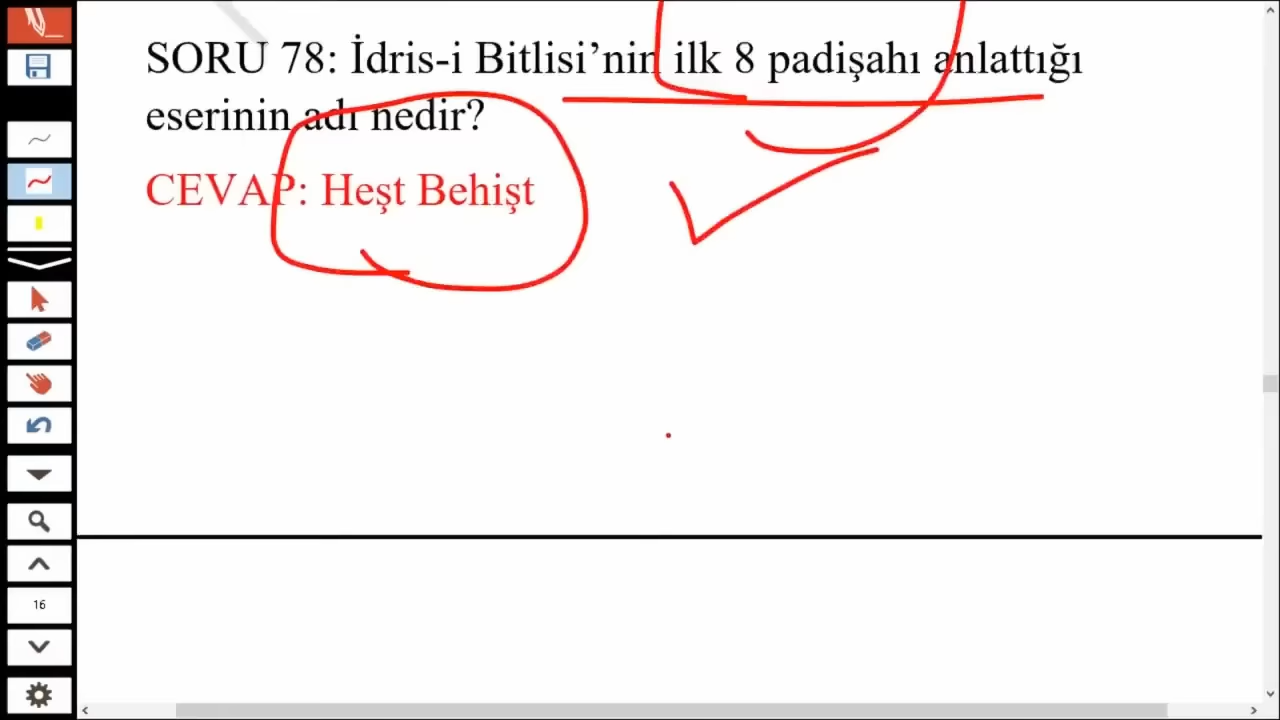 SORU 78: İdris-i Bitlisi’nin ilk 8 padişahı anlattığı
eserinin adı nedir?
CEVAP: Heşt Behişt
16